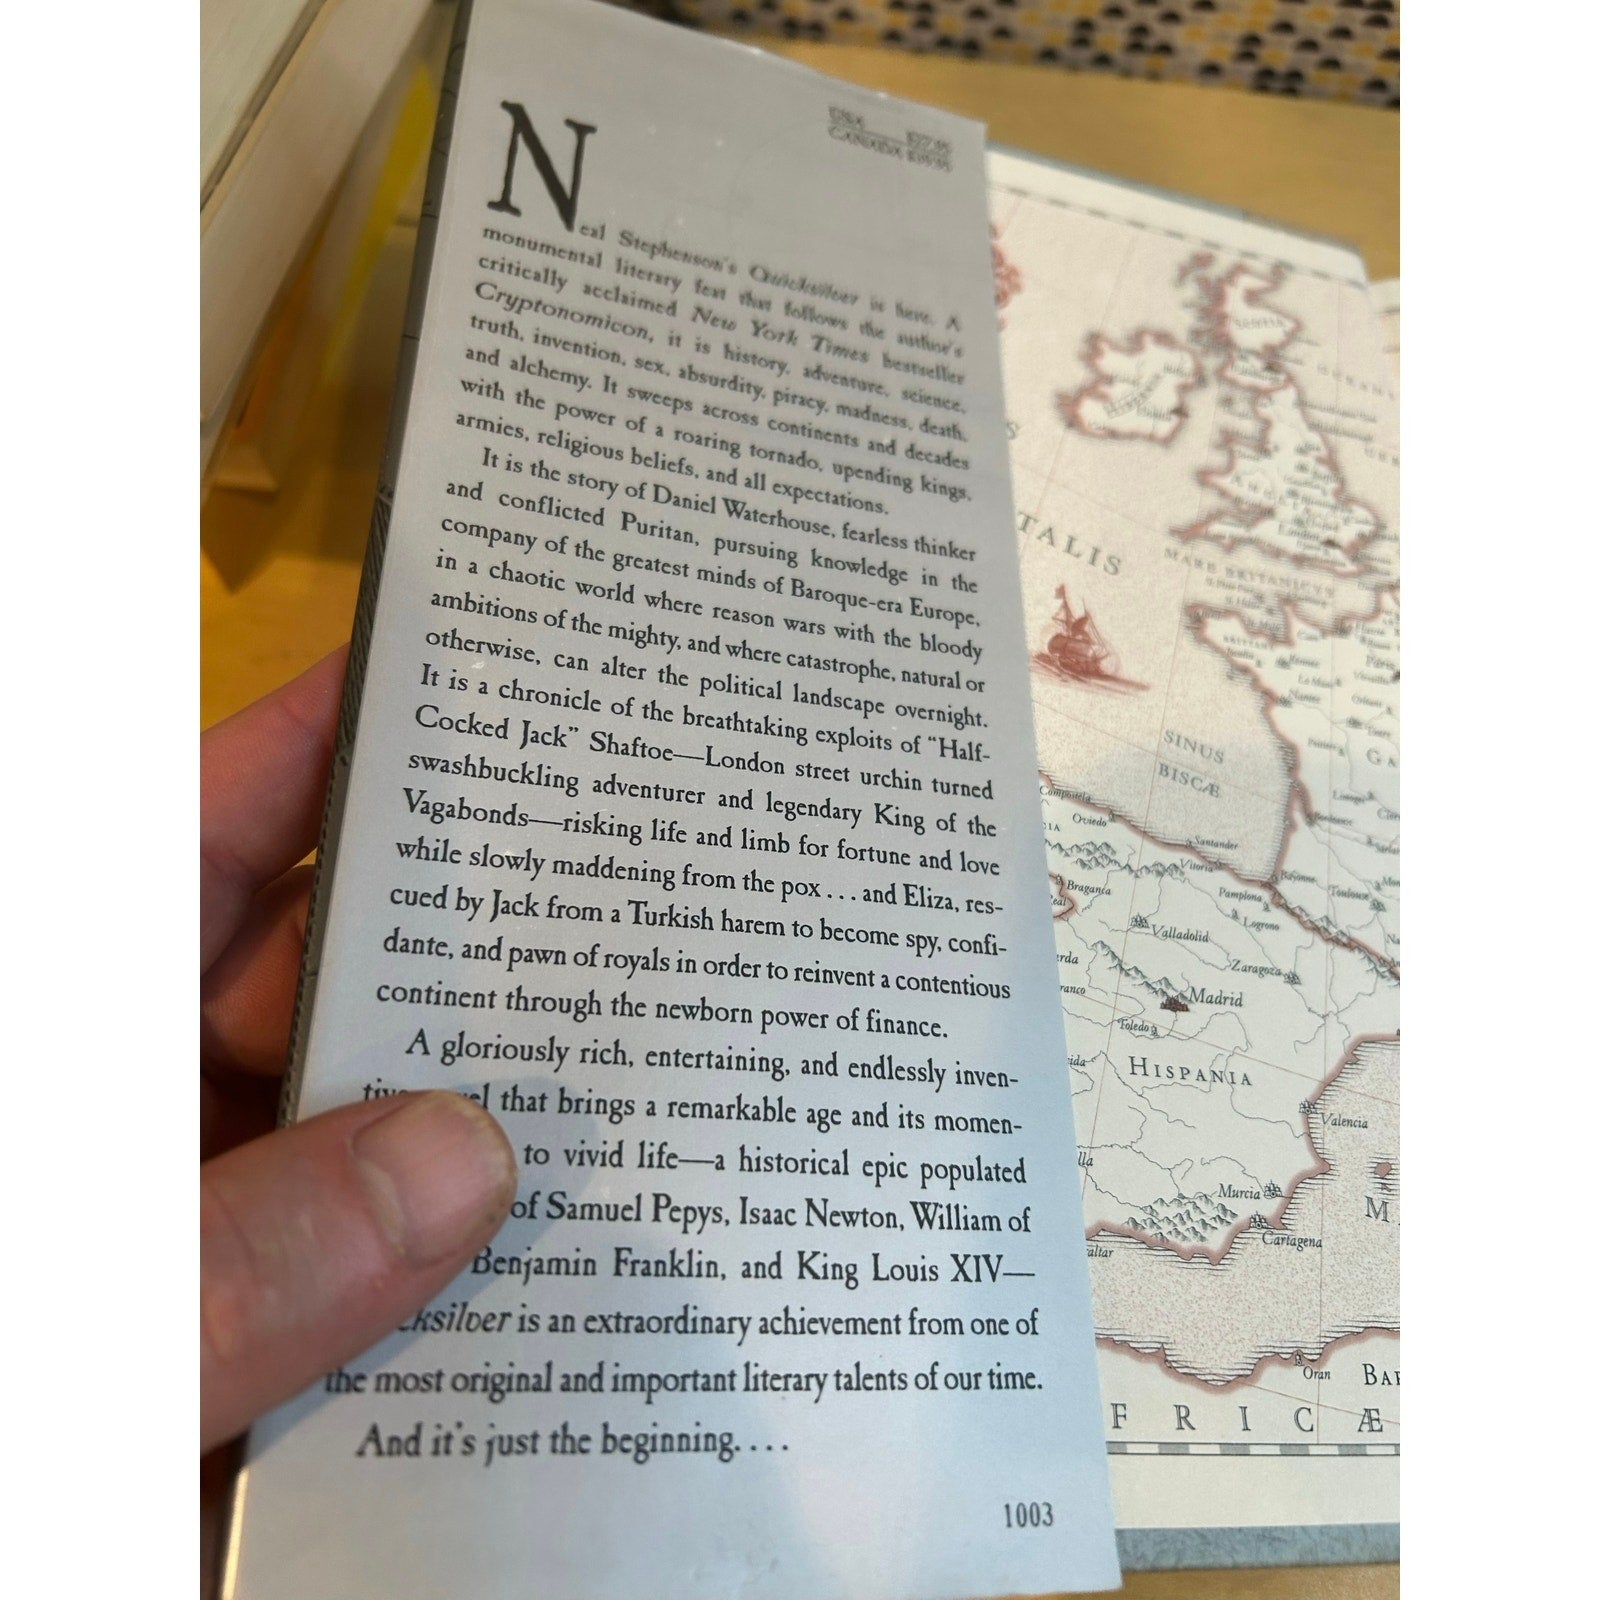 USA $27.95
CANADA $39.95
Neal Stephenson's Quicksilver is here. A
monumental literary feat that follows the author's
critically acclaimed New York Times bestseller
Cryptonomicon, it is history, adventure, science,
truth, invention, sex, absurdity, piracy, madness, death,
and alchemy. It sweeps across continents and decades
with the power of a roaring tornado, upending kings,
armies, religious beliefs, and all expectations.
It is the story of Daniel Waterhouse, fearless thinker
and conflicted Puritan, pursuing knowledge in the
company of the greatest minds of Baroque-era Europe,
in a chaotic world where reason wars with the bloody
ambitions of the mighty, and where catastrophe, natural or
otherwise, can alter the political landscape overnight.
It is a chronicle of the breathtaking exploits of “Half-
Cocked Jack” Shaftoe—London street urchin turned
swashbuckling adventurer and legendary King of the
Vagabonds—risking life and limb for fortune and love
while slowly maddening from the pox . . . and Eliza, res-
cued by Jack from a Turkish harem to become spy, confi-
dante, and pawn of royals in order to reinvent a contentious
continent through the newborn power of finance.
A gloriously rich, entertaining, and endlessly inven-
that brings a remarkable age and its momen-
to vivid life—a historical epic populated
of Samuel Pepys, Isaac Newton, William of
Benjamin Franklin, and King Louis XIV—
cksilver is an extraordinary achievement from one of
the most original and important literary talents of our time.
And it's just the beginning. . . .
1003
TALIS
MARE BRITANICUM
London
SINUS
BISCÆ
Compostela
Oviedo
Santander
Vitoria
Bayonne
Bragança
Pamplona
Logrono
Toulouse
Valladolid
Zaragoza
Madrid
Toledo
HISPANIA
Valencia
Murcia
Cartagena
altar
Oran
BAR
F R I C Æ